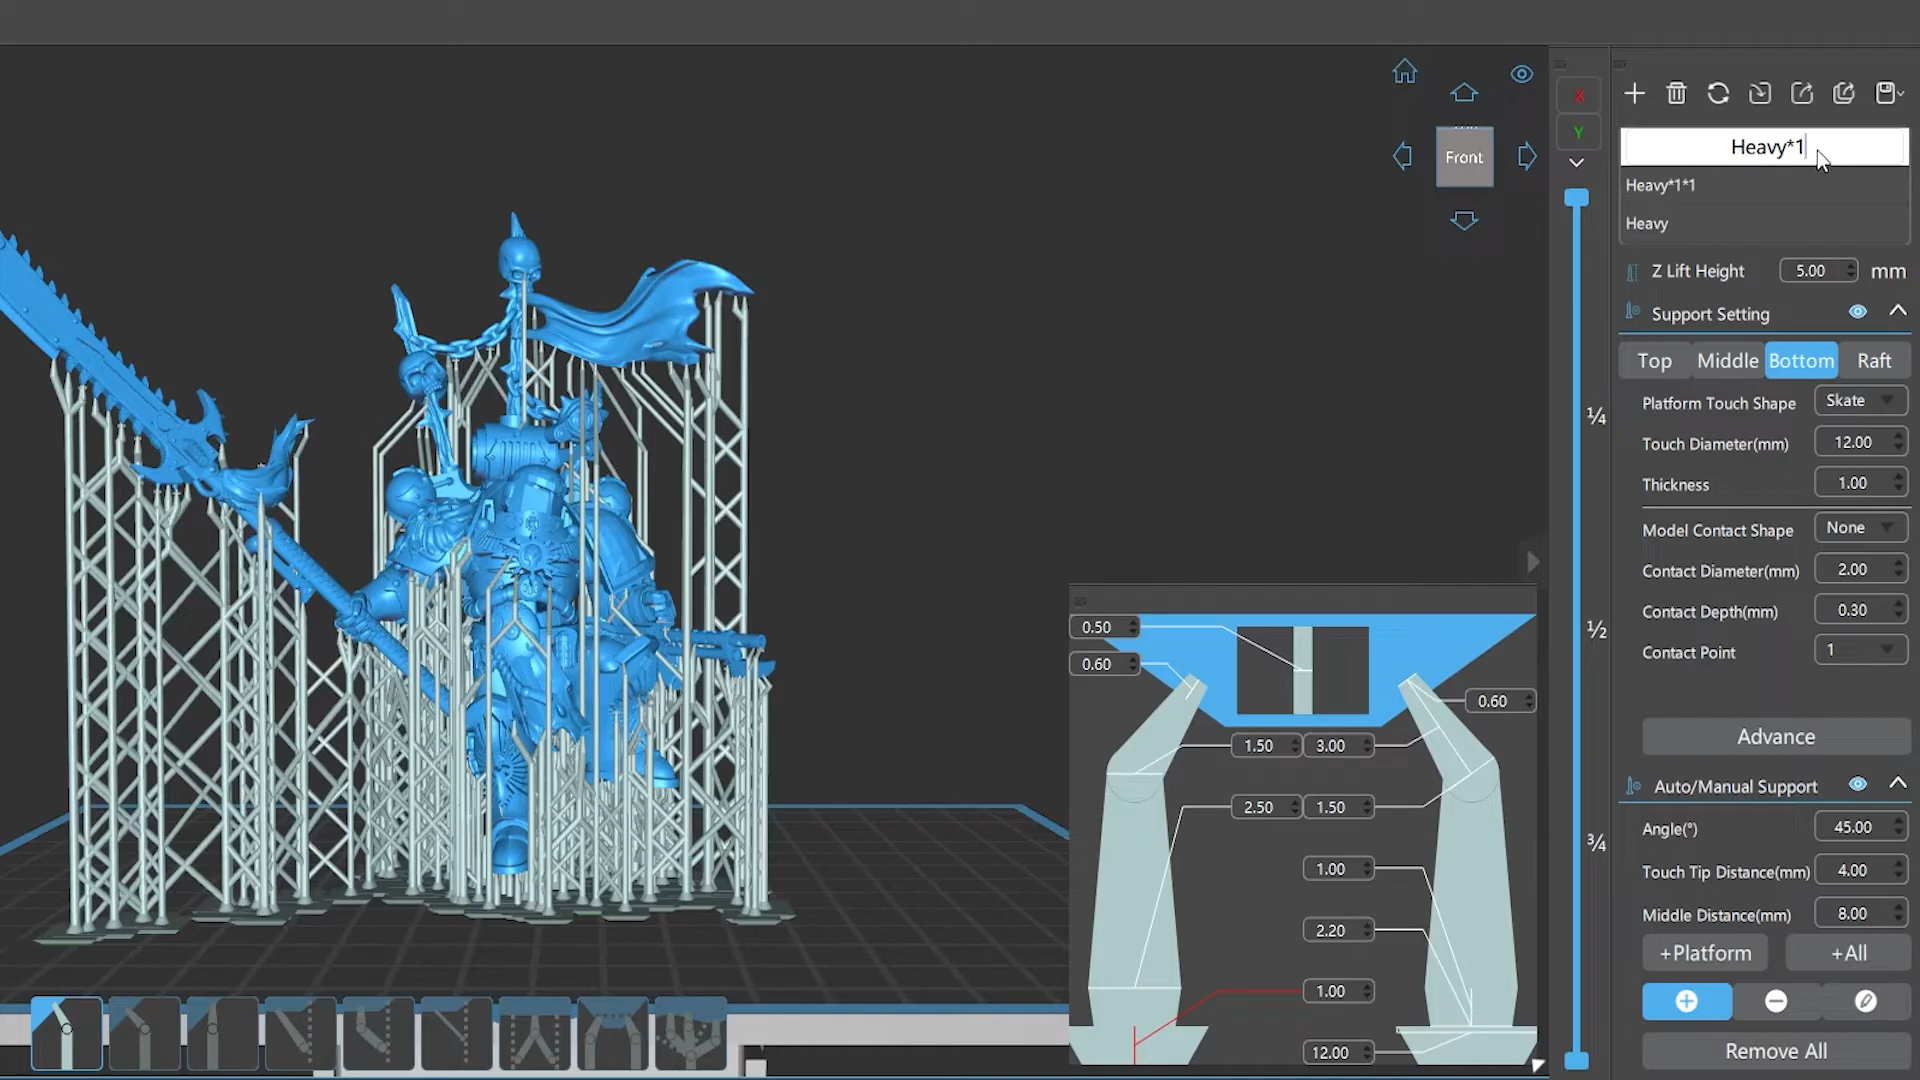 X
Y
Front
1/4
1/2
3/4
Heavy*1
Heavy*1*1
Heavy
Z Lift Height 5.00 mm
Support Setting
Top Middle Bottom Raft
Platform Touch Shape Skate
Touch Diameter(mm) 12.00
Thickness 1.00
Model Contact Shape None
Contact Diameter(mm) 2.00
Contact Depth(mm) 0.30
Contact Point 1
Advance
Auto/Manual Support
Angle(°) 45.00
Touch Tip Distance(mm) 4.00
Middle Distance(mm) 8.00
+Platform +All
Remove All
0.50
0.60
0.60
1.50 3.00
2.50 1.50
1.00
2.20
1.00
12.00